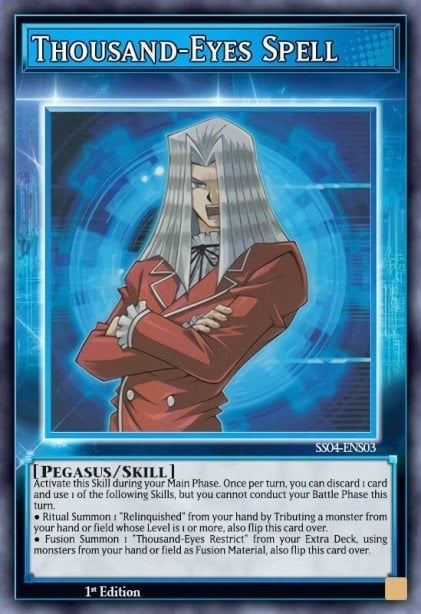 Thousand-Eyes Spell
SS04-ENS03
[Pegasus/Skill]
Activate this Skill during your Main Phase. Once per turn, you can discard 1 card
and use 1 of the following Skills, but you cannot conduct your Battle Phase this
turn.
● Ritual Summon 1 "Relinquished" from your hand by Tributing a monster
from your hand or field whose Level is 1 or more, also flip this card over.
● Fusion Summon 1 "Thousand-Eyes Restrict" from your Extra Deck, using
monsters from your hand or field as Fusion Material, also flip this card over.
1st Edition